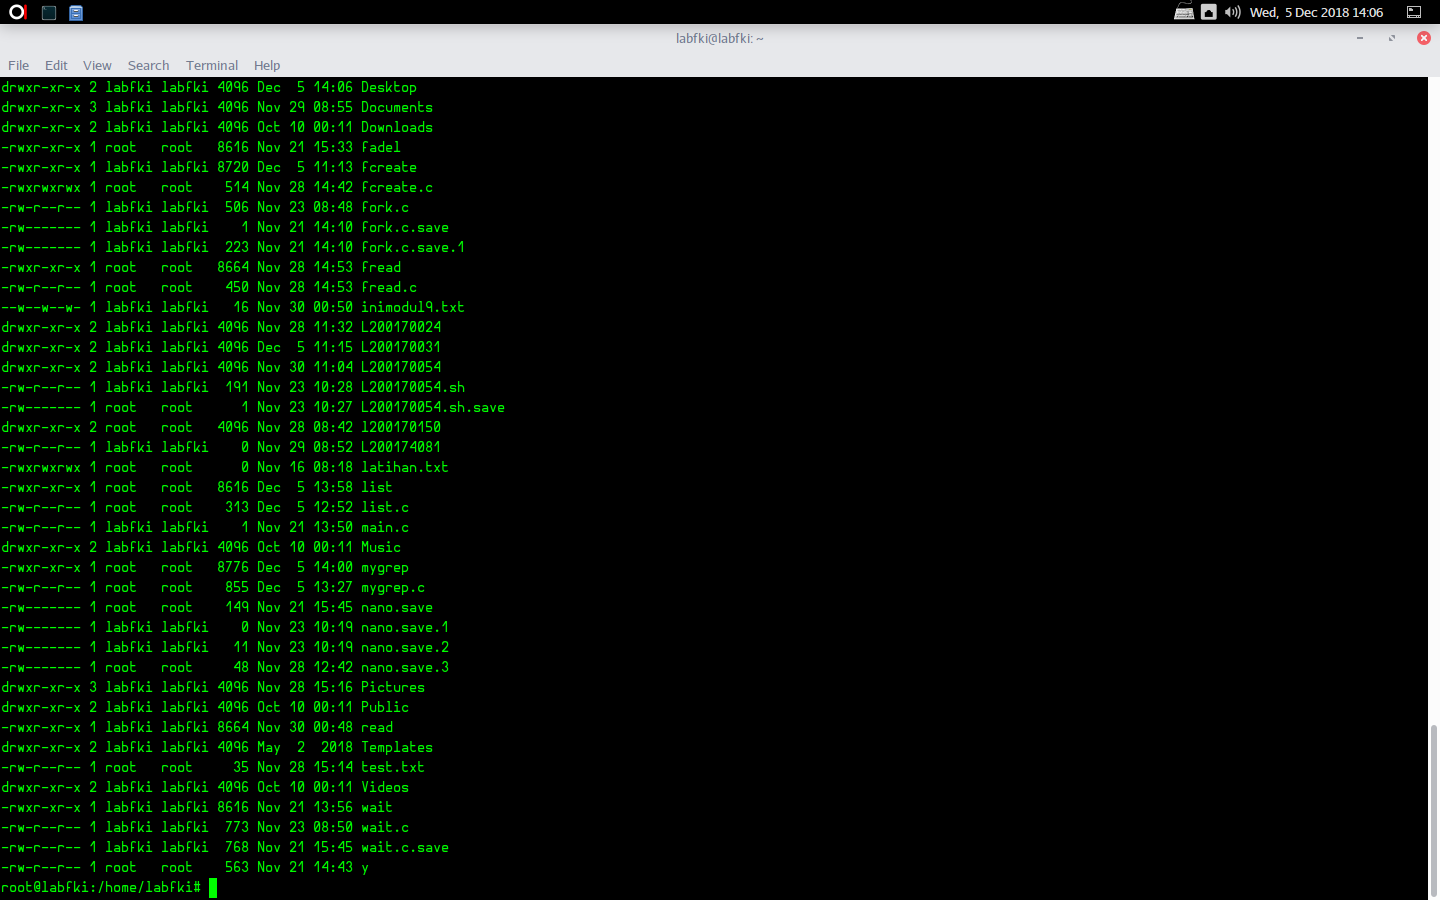 Wed, 5 Dec 2018 14:06
labfki@labfki: ~
File Edit View Search Terminal Help
drwxr-xr-x 2 labfki labfki 4096 Dec  5 14:06 Desktop
drwxr-xr-x 3 labfki labfki 4096 Nov 29 08:55 Documents
drwxr-xr-x 2 labfki labfki 4096 Oct 10 00:11 Downloads
-rwxr-xr-x 1 root   root   8616 Nov 21 15:33 fadel
-rwxr-xr-x 1 labfki labfki 8720 Dec  5 11:13 fcreate
-rwxrwxrwx 1 root   root    514 Nov 28 14:42 fcreate.c
-rw-r--r-- 1 labfki labfki  506 Nov 23 08:48 fork.c
-rw------- 1 labfki labfki    1 Nov 21 14:10 fork.c.save
-rw------- 1 labfki labfki  223 Nov 21 14:10 fork.c.save.1
-rwxr-xr-x 1 root   root   8664 Nov 28 14:53 fread
-rw-r--r-- 1 root   root    450 Nov 28 14:53 fread.c
--w--w--w- 1 labfki labfki   16 Nov 30 00:50 inimodul9.txt
drwxr-xr-x 2 labfki labfki 4096 Nov 28 11:32 L200170024
drwxr-xr-x 2 labfki labfki 4096 Dec  5 11:15 L200170031
drwxr-xr-x 2 labfki labfki 4096 Nov 30 11:04 L200170054
-rw-r--r-- 1 labfki labfki  191 Nov 23 10:28 L200170054.sh
-rw------- 1 root   root      1 Nov 23 10:27 L200170054.sh.save
drwxr-xr-x 2 root   root   4096 Nov 28 08:42 l200170150
-rw-r--r-- 1 labfki labfki    0 Nov 29 08:52 L200174081
-rwxrwxrwx 1 root   root      0 Nov 16 08:18 latihan.txt
-rwxr-xr-x 1 root   root   8616 Dec  5 13:58 list
-rw-r--r-- 1 root   root    313 Dec  5 12:52 list.c
-rw-r--r-- 1 labfki labfki    1 Nov 21 13:50 main.c
drwxr-xr-x 2 labfki labfki 4096 Oct 10 00:11 Music
-rwxr-xr-x 1 root   root   8776 Dec  5 14:00 mygrep
-rw-r--r-- 1 root   root    855 Dec  5 13:27 mygrep.c
-rw------- 1 root   root    149 Nov 21 15:45 nano.save
-rw------- 1 labfki labfki    0 Nov 23 10:19 nano.save.1
-rw------- 1 labfki labfki   11 Nov 23 10:19 nano.save.2
-rw------- 1 root   root     48 Nov 28 12:42 nano.save.3
drwxr-xr-x 3 labfki labfki 4096 Nov 28 15:16 Pictures
drwxr-xr-x 2 labfki labfki 4096 Oct 10 00:11 Public
-rwxr-xr-x 1 labfki labfki 8664 Nov 30 00:48 read
drwxr-xr-x 2 labfki labfki 4096 May  2  2018 Templates
-rw-r--r-- 1 root   root     35 Nov 28 15:14 test.txt
drwxr-xr-x 2 labfki labfki 4096 Oct 10 00:11 Videos
-rwxr-xr-x 1 labfki labfki 8616 Nov 21 13:56 wait
-rw-r--r-- 1 labfki labfki  773 Nov 23 08:50 wait.c
-rw-r--r-- 1 labfki labfki  768 Nov 21 15:45 wait.c.save
-rw-r--r-- 1 root   root    563 Nov 21 14:43 y
root@labfki:/home/labfki#